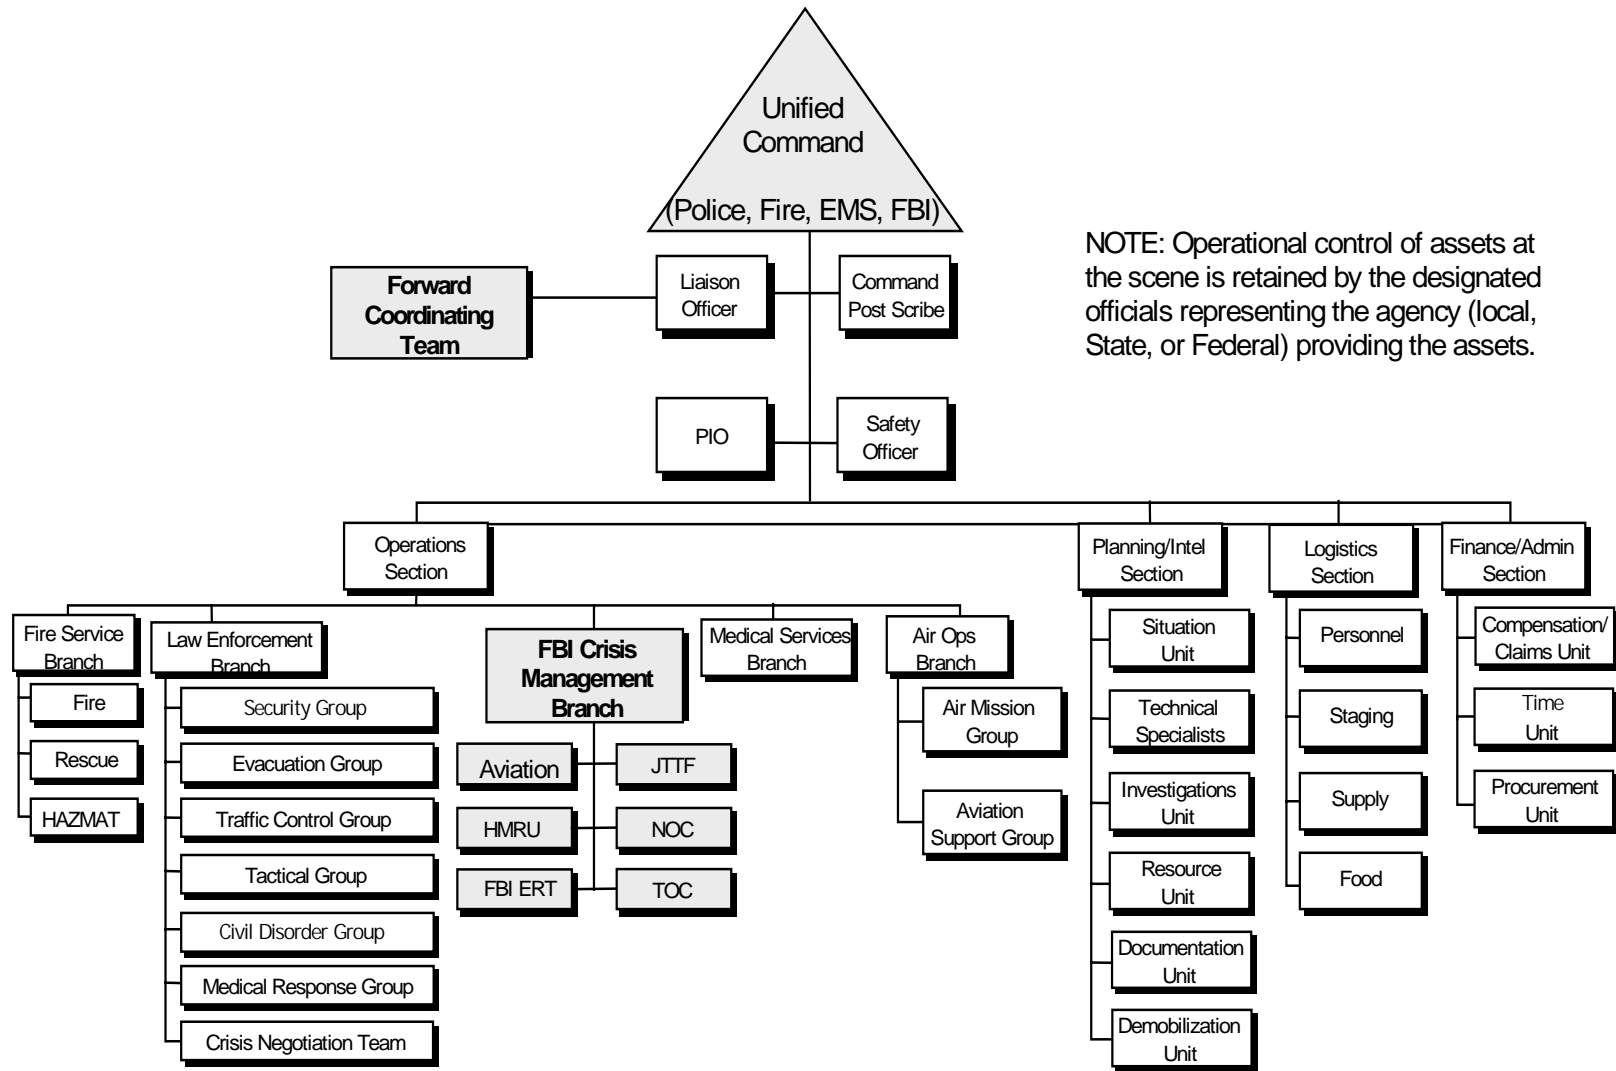 Unified
Command
(Police, Fire, EMS, FBI)
NOTE: Operational control of assets at
the scene is retained by the designated
officials representing the agency (local,
State, or Federal) providing the assets.
Forward
Coordinating
Team
Liaison
Officer
Command
Post Scribe
PIO
Safety
Officer
Operations
Section
Planning/Intel
Section
Logistics
Section
Finance/Admin
Section
Fire Service
Branch
Fire
Rescue
HAZMAT
Law Enforcement
Branch
Security Group
Evacuation Group
Traffic Control Group
Tactical Group
Civil Disorder Group
Medical Response Group
Crisis Negotiation Team
FBI Crisis
Management
Branch
Aviation
JTTF
HMRU
NOC
FBI ERT
TOC
Medical Services
Branch
Air Ops
Branch
Air Mission
Group
Aviation
Support Group
Situation
Unit
Technical
Specialists
Investigations
Unit
Resource
Unit
Documentation
Unit
Demobilization
Unit
Personnel
Staging
Supply
Food
Compensation/
Claims Unit
Time
Unit
Procurement
Unit